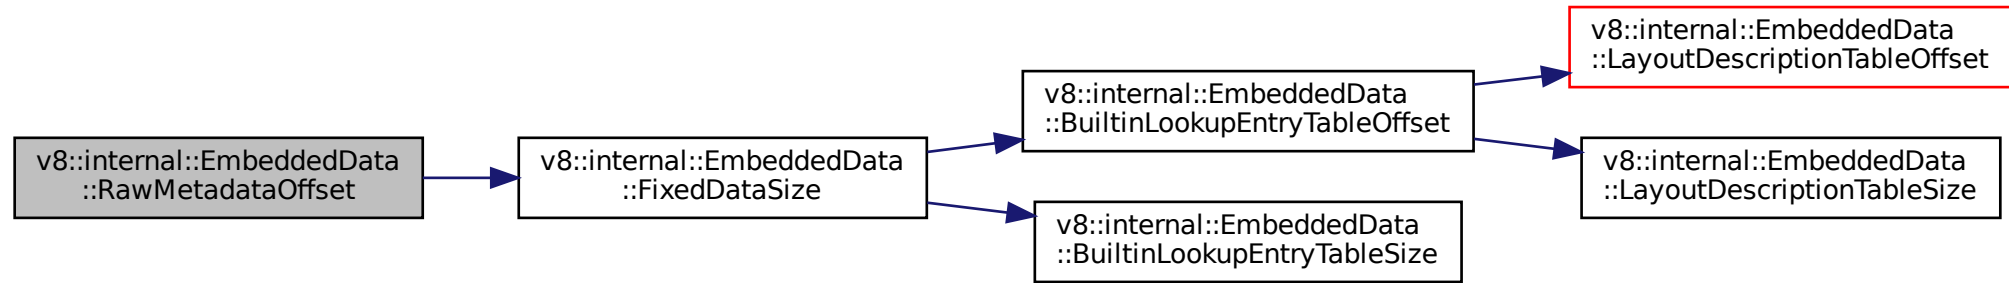 v8::internal::EmbeddedData
::RawMetadataOffset
v8::internal::EmbeddedData
::FixedDataSize
v8::internal::EmbeddedData
::BuiltinLookupEntryTableOffset
v8::internal::EmbeddedData
::LayoutDescriptionTableOffset
v8::internal::EmbeddedData
::LayoutDescriptionTableSize
v8::internal::EmbeddedData
::BuiltinLookupEntryTableSize